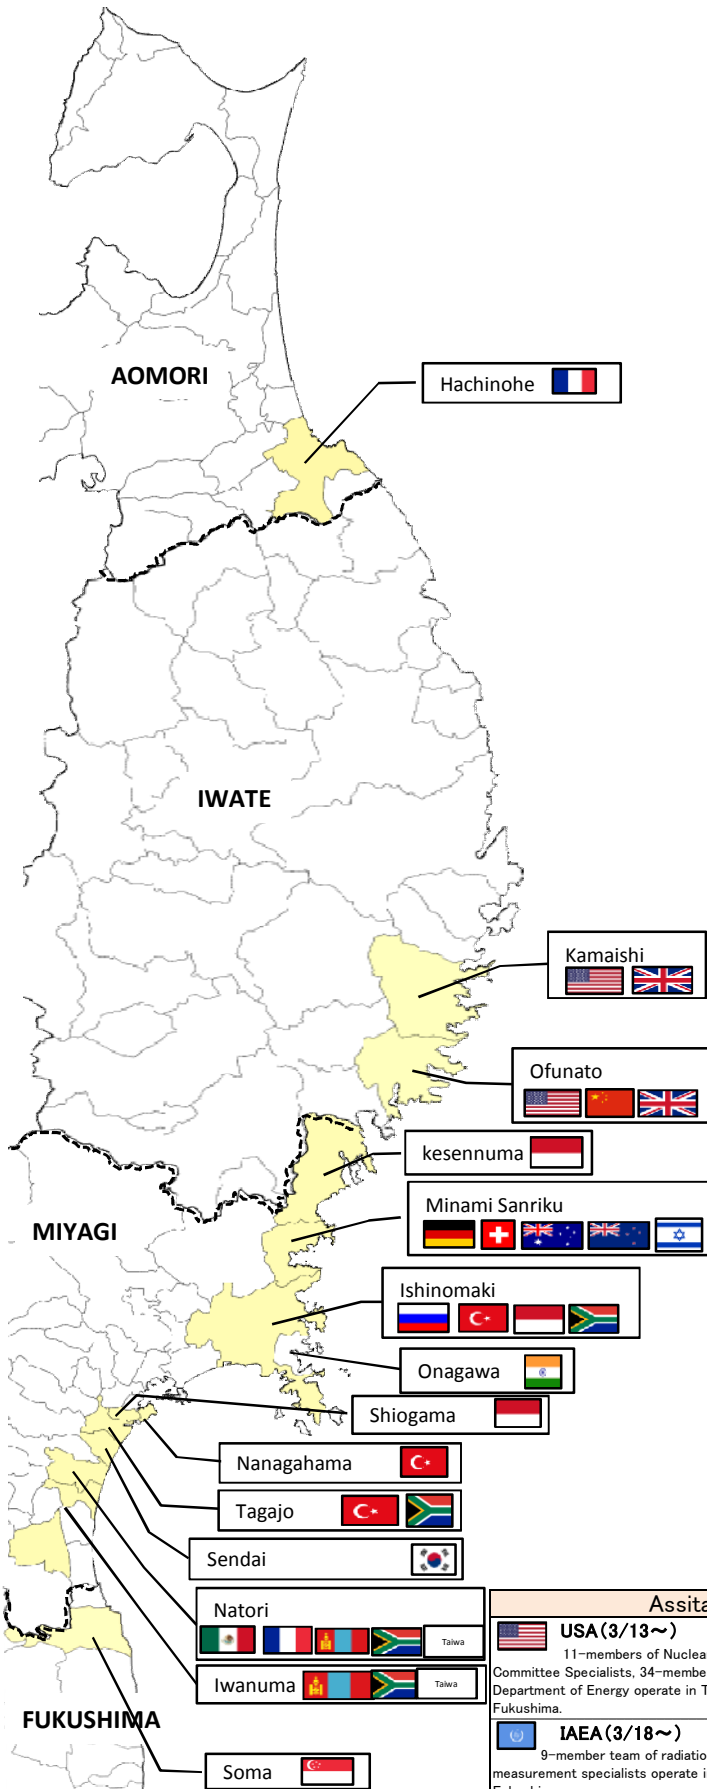 AOMORI
Hachinohe
IWATE
Kamaishi
Ofunato
kesennuma
Minami Sanriku
MIYAGI
Ishinomaki
Onagawa
Shiogama
Nanagahama
Tagajo
Sendai
Natori
Taiwa
Iwanuma
Taiwa
FUKUSHIMA
Soma
Assita
USA(3/13～)
11-members of Nuclea
Committee Specialists, 34-membe
Department of Energy operate in T
Fukushima.
IAEA(3/18～)
9-member team of radiatio
measurement specialists operate i